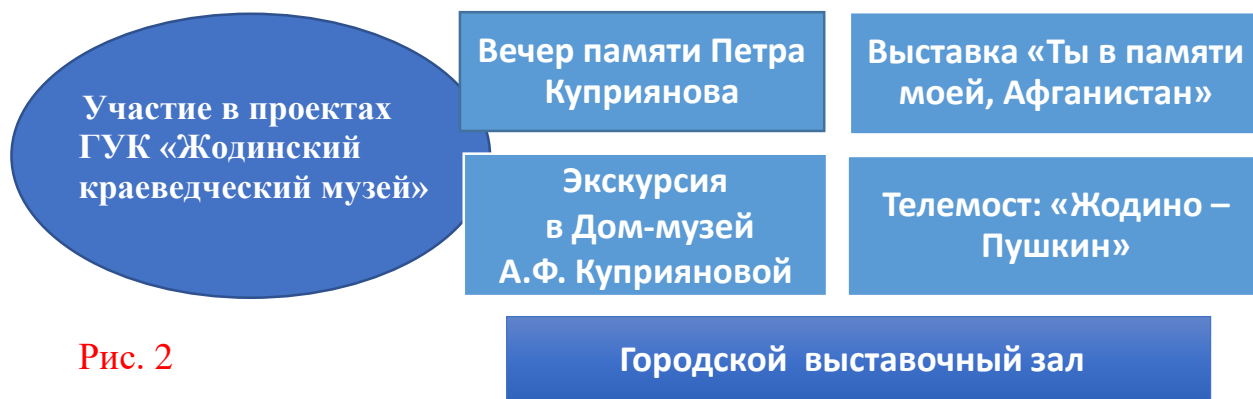 Участие в проектах
ГУК «Жодинский
краеведческий музей»
Вечер памяти Петра
Куприянова
Выставка «Ты в памяти
моей, Афганистан»
Экскурсия
в Дом-музей
А.Ф. Куприяновой
Телемост: «Жодино –
Пушкин»
Рис. 2
Городской выставочный зал